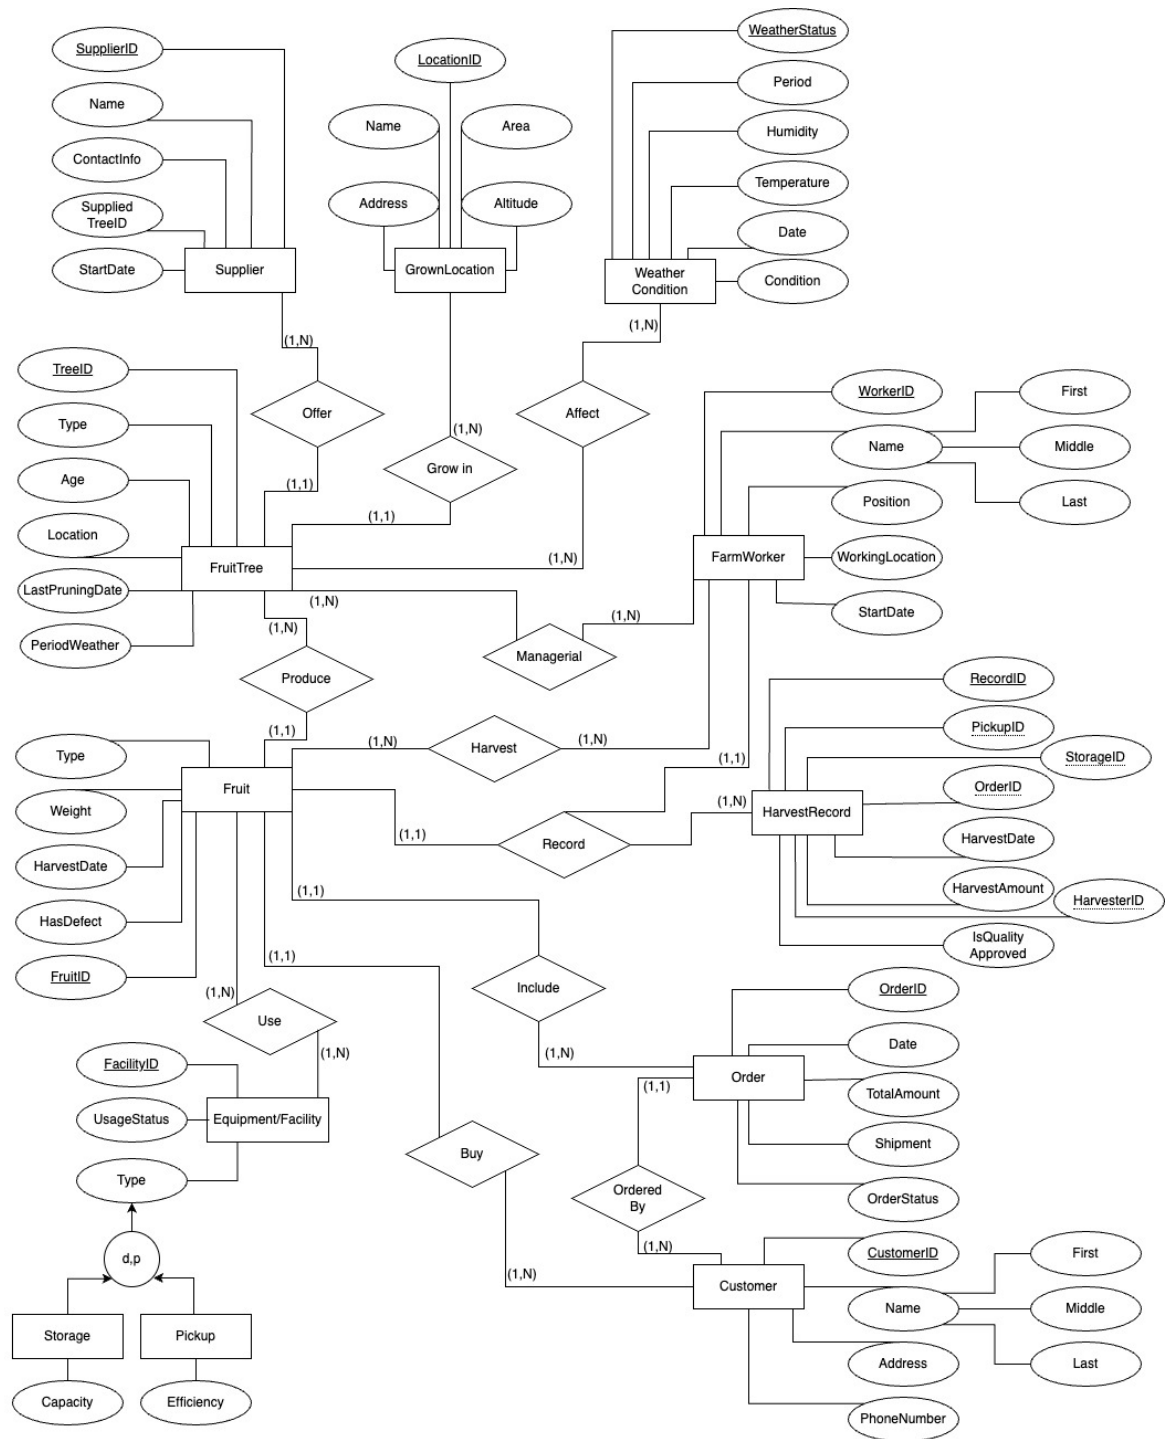 SupplierID
Name
ContactInfo
Supplied
TreeID
StartDate
Supplier
LocationID
Name
Area
Address
Altitude
GrownLocation
WeatherStatus
Period
Humidity
Temperature
Date
Condition
Weather
Condition
(1,N)
(1,N)
Offer
Affect
(1,N)
Grow in
(1,1)
(1,1)
(1,N)
TreeID
Type
Age
Location
LastPruningDate
PeriodWeather
FruitTree
(1,N)
(1,N)
WorkerID
Name
First
Middle
Last
Position
WorkingLocation
StartDate
FarmWorker
(1,N)
Managerial
Produce
(1,1)
(1,N)
Harvest
(1,N)
(1,1)
Type
Weight
HarvestDate
HasDefect
FruitID
Fruit
(1,1)
Record
(1,N)
HarvestRecord
RecordID
PickupID
StorageID
OrderID
HarvestDate
HarvestAmount
HarvesterID
IsQuality
Approved
(1,1)
(1,1)
(1,N)
Use
(1,N)
Include
(1,N)
OrderID
Date
TotalAmount
Shipment
OrderStatus
Order
(1,1)
FacilityID
UsageStatus
Type
Equipment/Facility
d,p
Storage
Pickup
Capacity
Efficiency
Buy
(1,N)
Ordered
By
(1,N)
Customer
CustomerID
Name
First
Middle
Last
Address
PhoneNumber